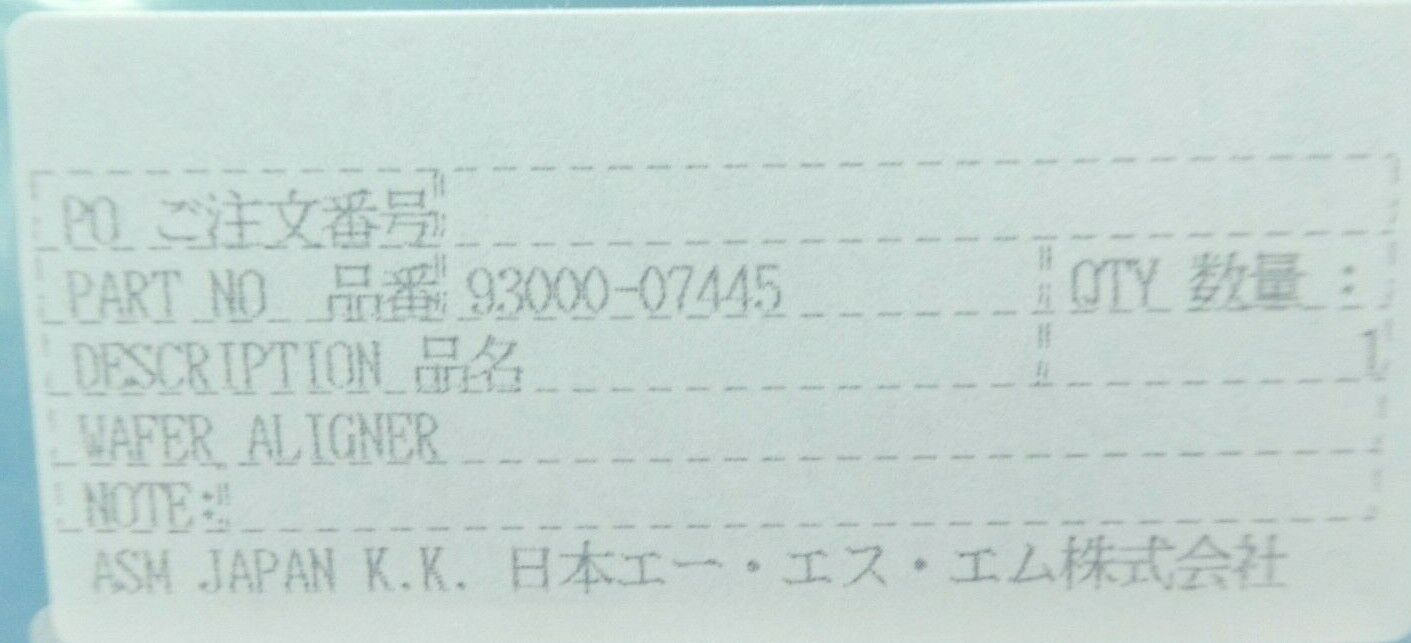 PO ご注文番号
PART NO 品番 93000-07445 QTY 数量 :
DESCRIPTION 品名 1
WAFER ALIGNER
NOTE:
ASM JAPAN K.K. 日本エー・エス・エム株式会社